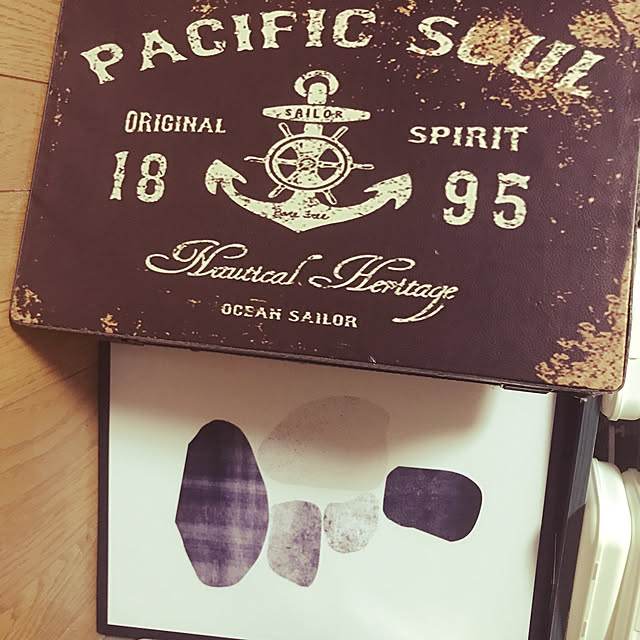 PACIFIC SOUL
SAILOR
ORIGINAL
SPIRIT
18 95
Nautical Heritage
OCEAN SAILOR